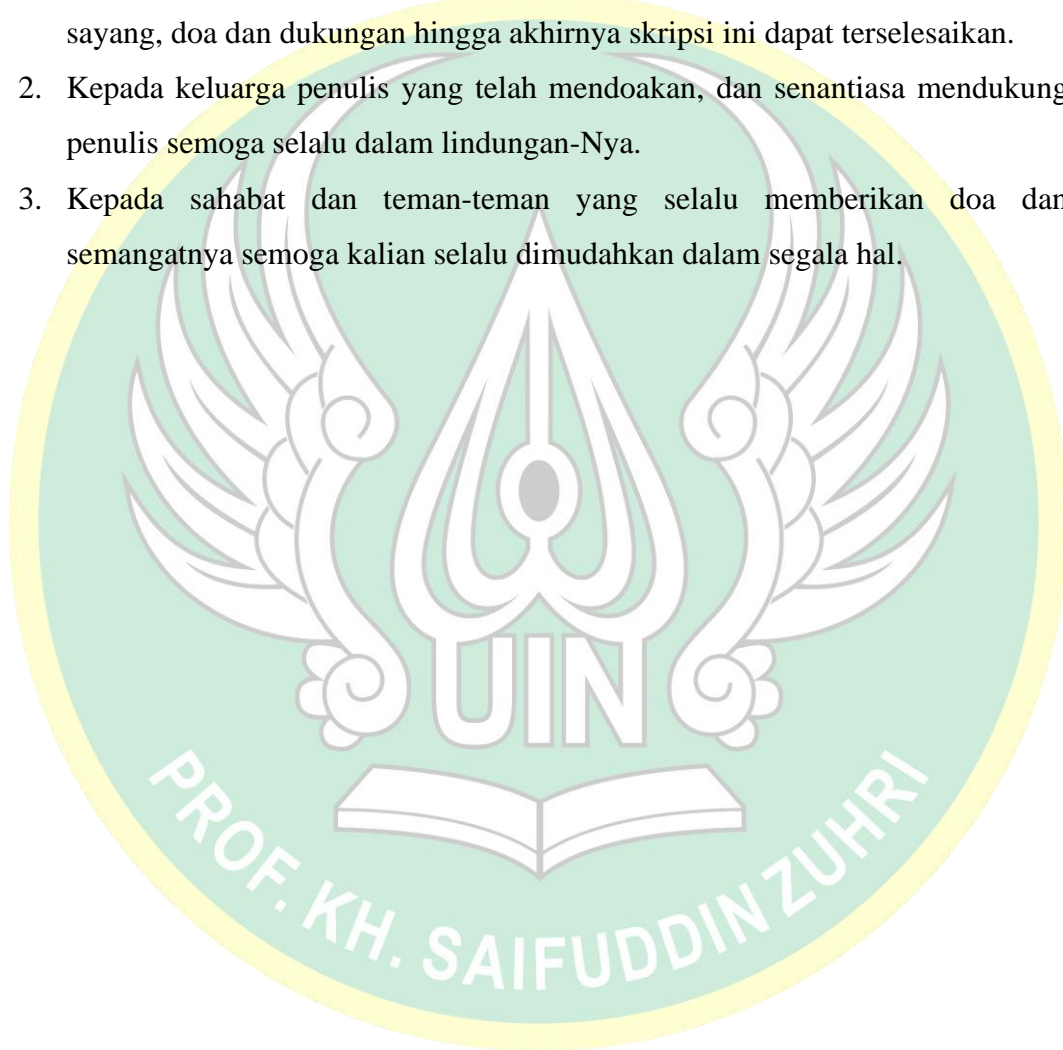 sayang, doa dan dukungan hingga akhirnya skripsi ini dapat terselesaikan.
2. Kepada keluarga penulis yang telah mendoakan, dan senantiasa mendukung
penulis semoga selalu dalam lindungan-Nya.
3. Kepada sahabat dan teman-teman yang selalu memberikan doa dan
semangatnya semoga kalian selalu dimudahkan dalam segala hal.
UIN
PROF. KH. SAIFUDDIN ZUHRI